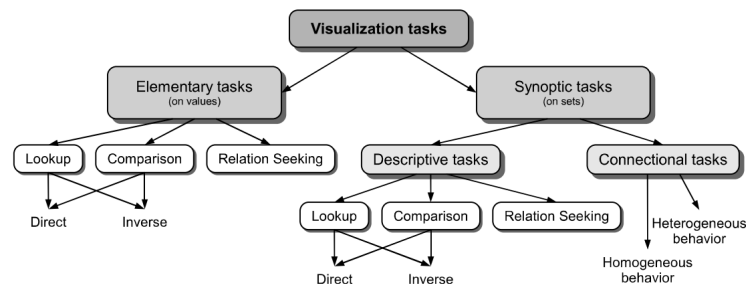 Visualization tasks
Elementary tasks
(on values)
Synoptic tasks
(on sets)
Lookup
Comparison
Relation Seeking
Descriptive tasks
Connectional tasks
Direct
Inverse
Lookup
Comparison
Relation Seeking
Heterogeneous
behavior
Homogeneous
behavior
Direct
Inverse